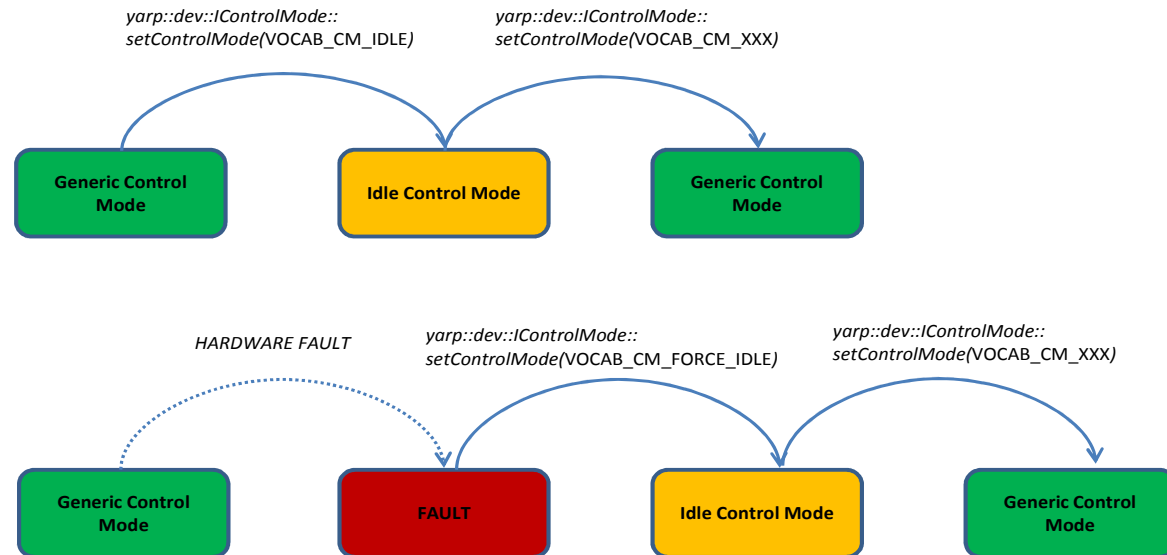 yarp::dev::IControlMode::
setControlMode(VOCAB_CM_IDLE)
yarp::dev::IControlMode::
setControlMode(VOCAB_CM_XXX)
Generic Control
Mode
Idle Control Mode
Generic Control
Mode
HARDWARE FAULT
yarp::dev::IControlMode::
setControlMode(VOCAB_CM_FORCE_IDLE)
yarp::dev::IControlMode::
setControlMode(VOCAB_CM_XXX)
Generic Control
Mode
FAULT
Idle Control Mode
Generic Control
Mode